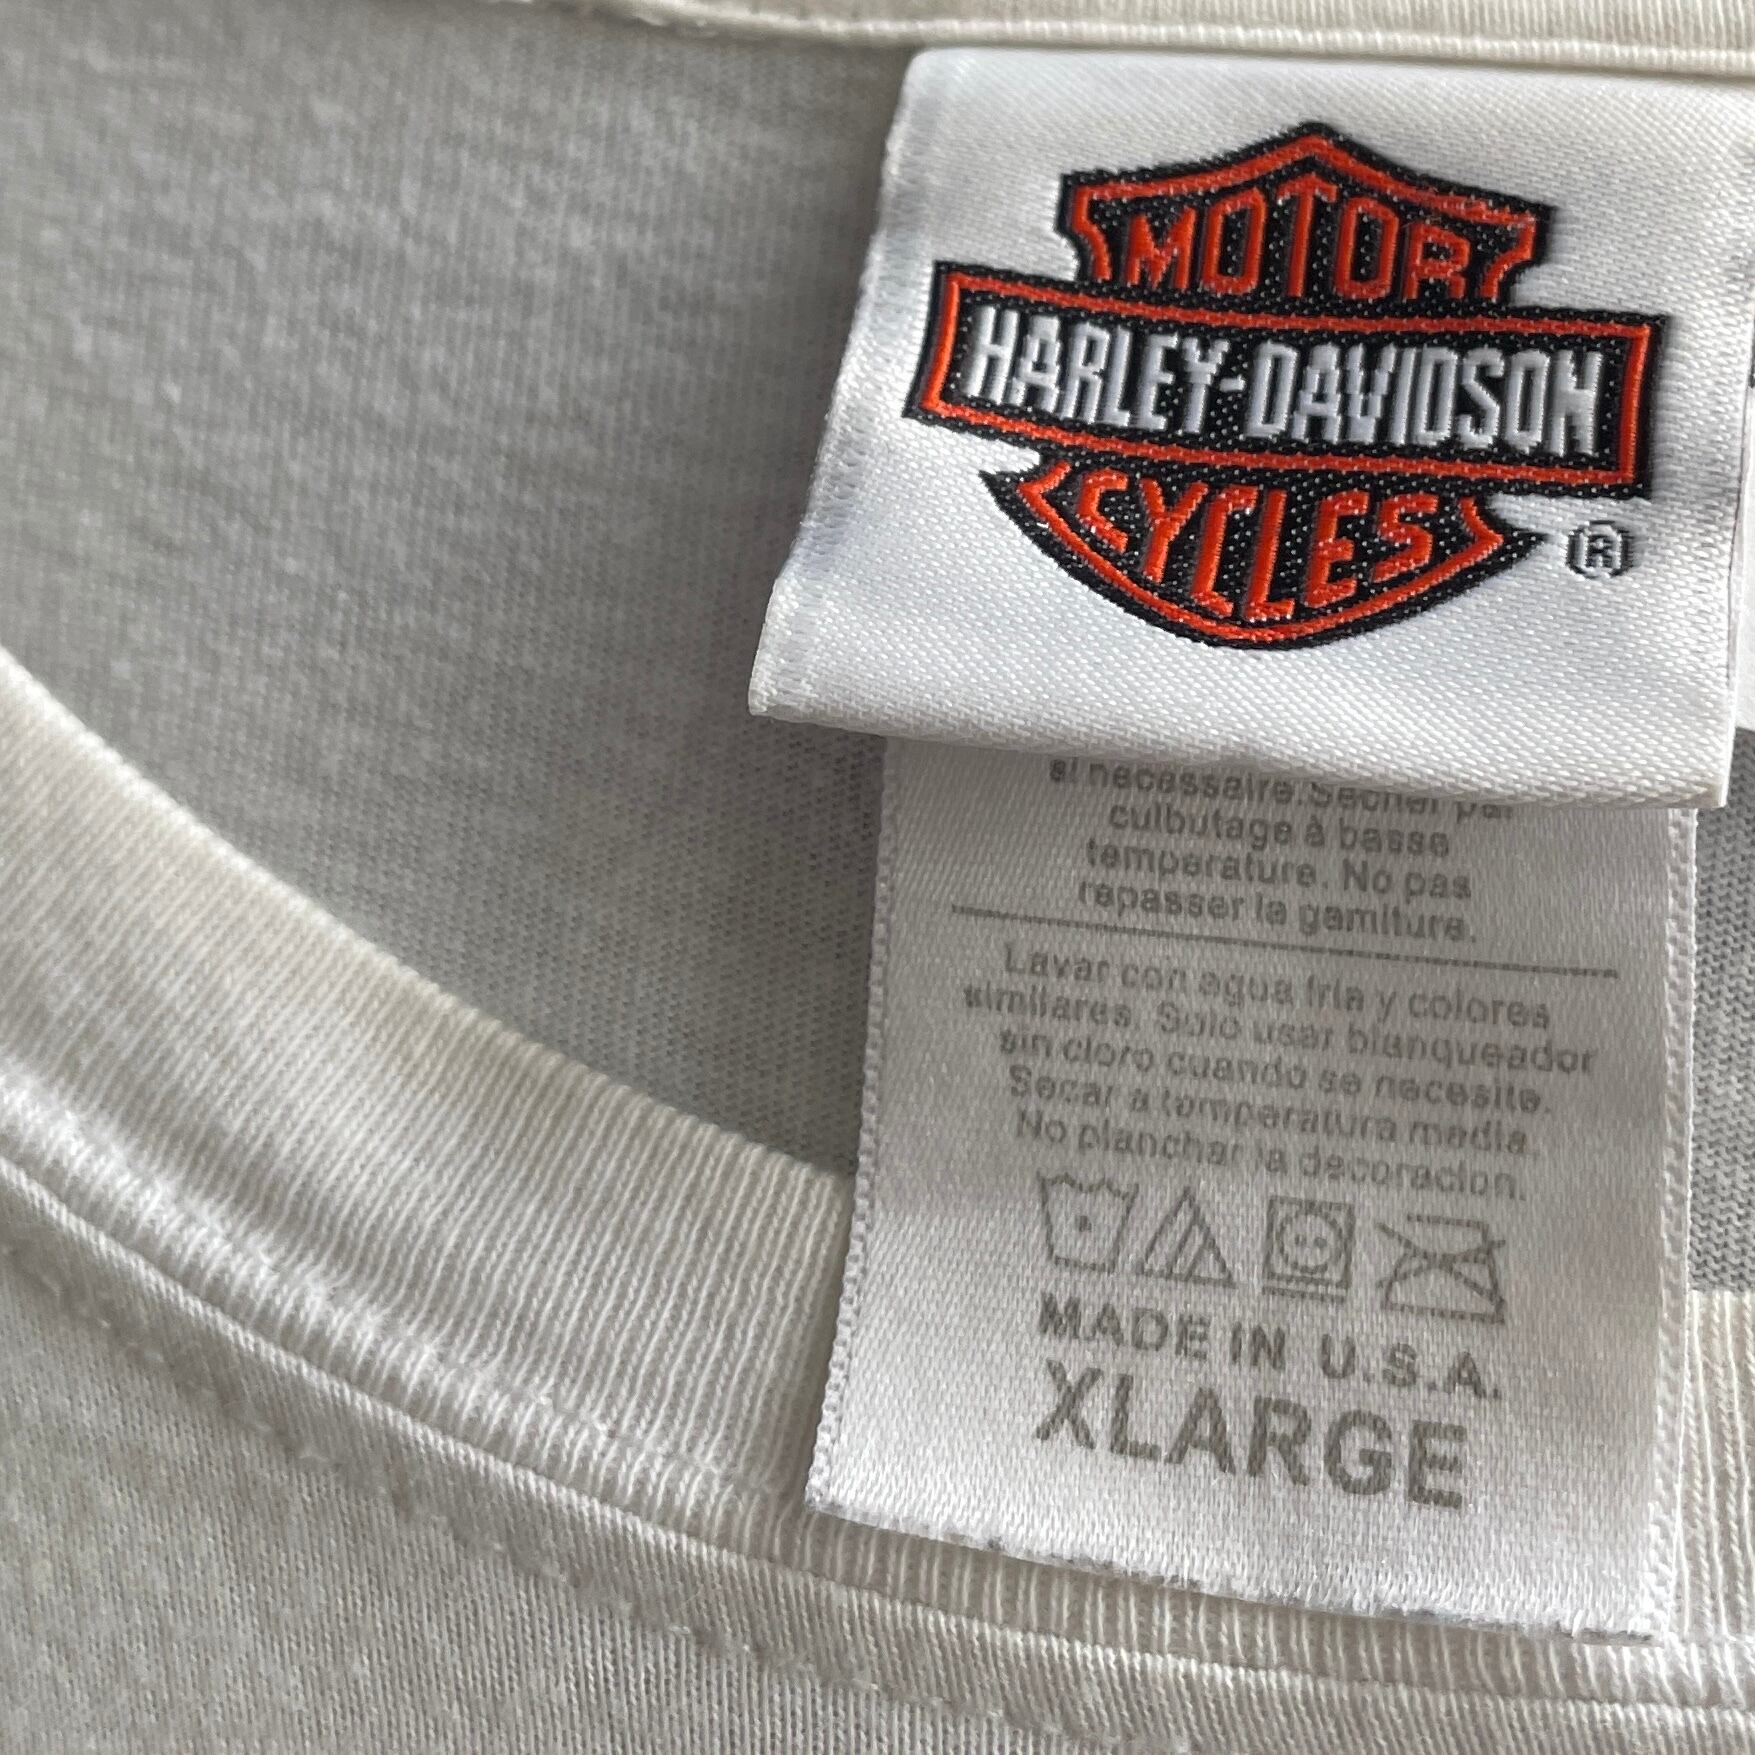 MOTOR
HARLEY-DAVIDSON
CYCLES
®
si necessaire.Sécher par
culbutage à basse
temperature. No pas
repasser la garniture.
Lavar con agua fria y colores
similares. Solo usar blanqueador
sin cloro cuando se necesite.
Secar a temperatura media.
No planchar la decoracion.
MADE IN U.S.A.
XLARGE